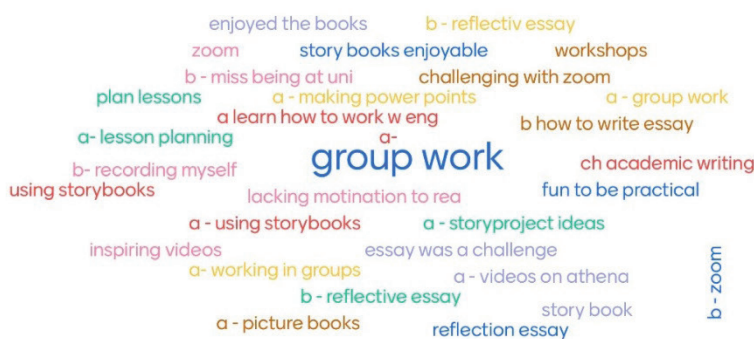 enjoyed the books
b - reflectiv essay
zoom
story books enjoyable
workshops
b - miss being at uni
challenging with zoom
plan lessons
a - making power points
a - group work
a learn how to work w eng
b how to write essay
a- lesson planning
a-
group work
b- recording myself
ch academic writing
using storybooks
lacking motination to rea
fun to be practical
a - using storybooks
a - storyproject ideas
inspiring videos
essay was a challenge
a- working in groups
a - videos on athena
b - zoom
b - reflective essay
story book
a - picture books
reflection essay